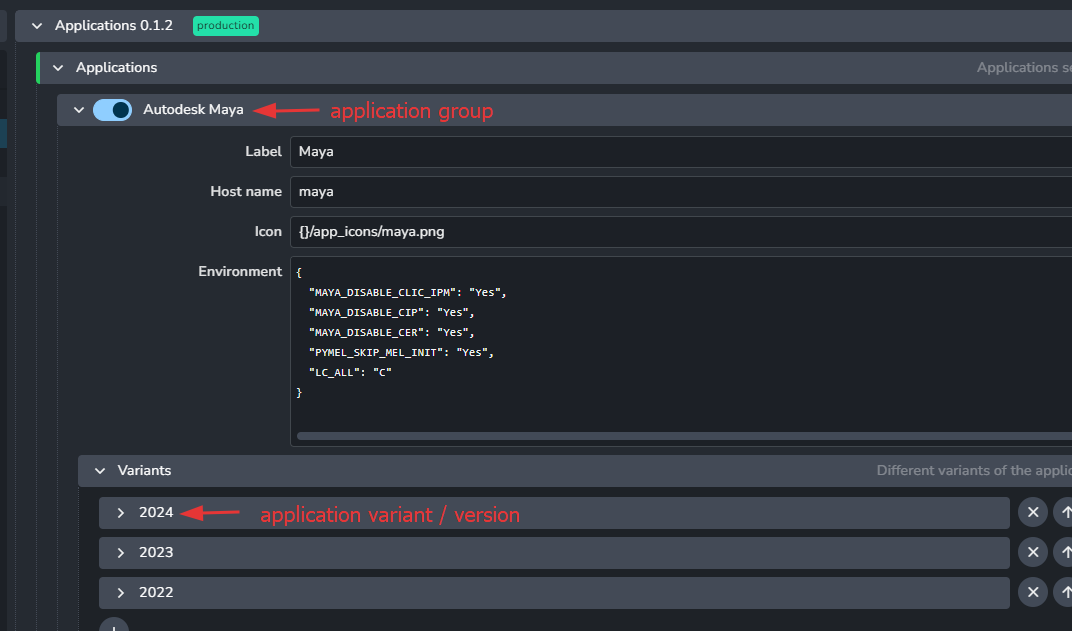 Applications 0.1.2 production
Applications Applications se
Autodesk Maya application group
Label Maya
Host name maya
Icon {}/app_icons/maya.png
Environment {
"MAYA_DISABLE_CLIC_IPM": "Yes",
"MAYA_DISABLE_CIP": "Yes",
"MAYA_DISABLE_CER": "Yes",
"PYMEL_SKIP_MEL_INIT": "Yes",
"LC_ALL": "C"
}
Variants Different variants of the applic
2024 application variant / version
2023
2022